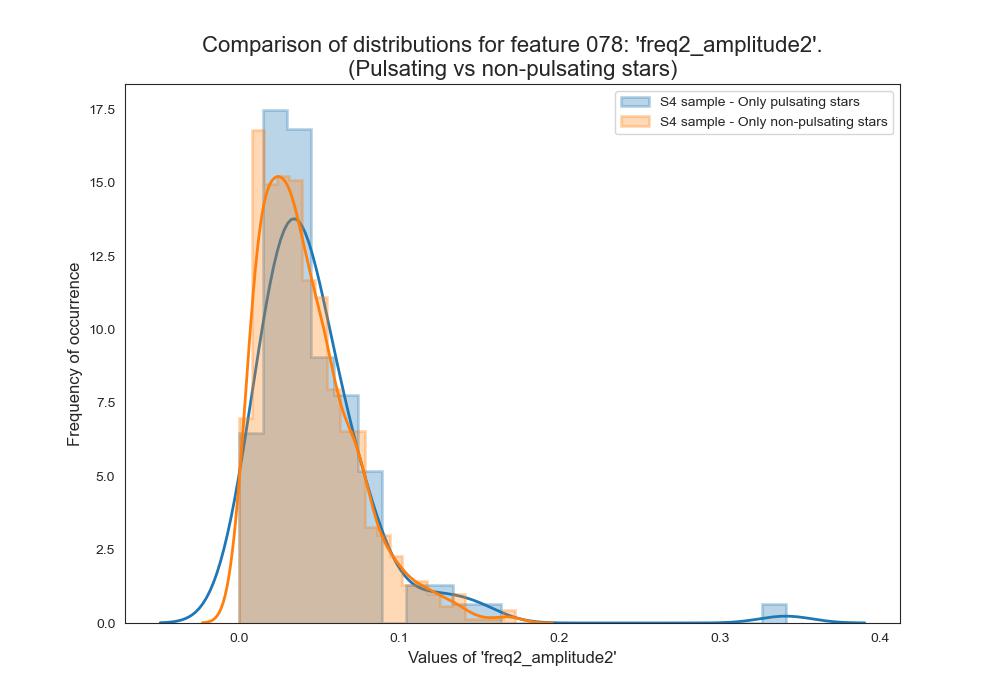 Comparison of distributions for feature 078: 'freq2_amplitude2'.
(Pulsating vs non-pulsating stars)
S4 sample - Only pulsating stars
S4 sample - Only non-pulsating stars
Frequency of occurrence
17.5
15.0
12.5
10.0
7.5
5.0
2.5
0.0
0.0 0.1 0.2 0.3 0.4
Values of 'freq2_amplitude2'